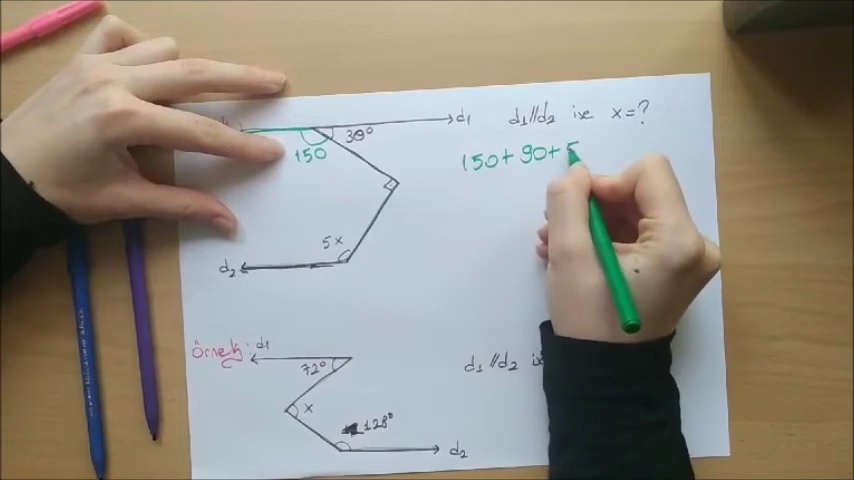 d₁ d₁//d₂ ise x=?
30°
150
150+ 90+ 5
5x
d₂
Örnek: d₁
72°
d₁//d₂
x
128°
d₂